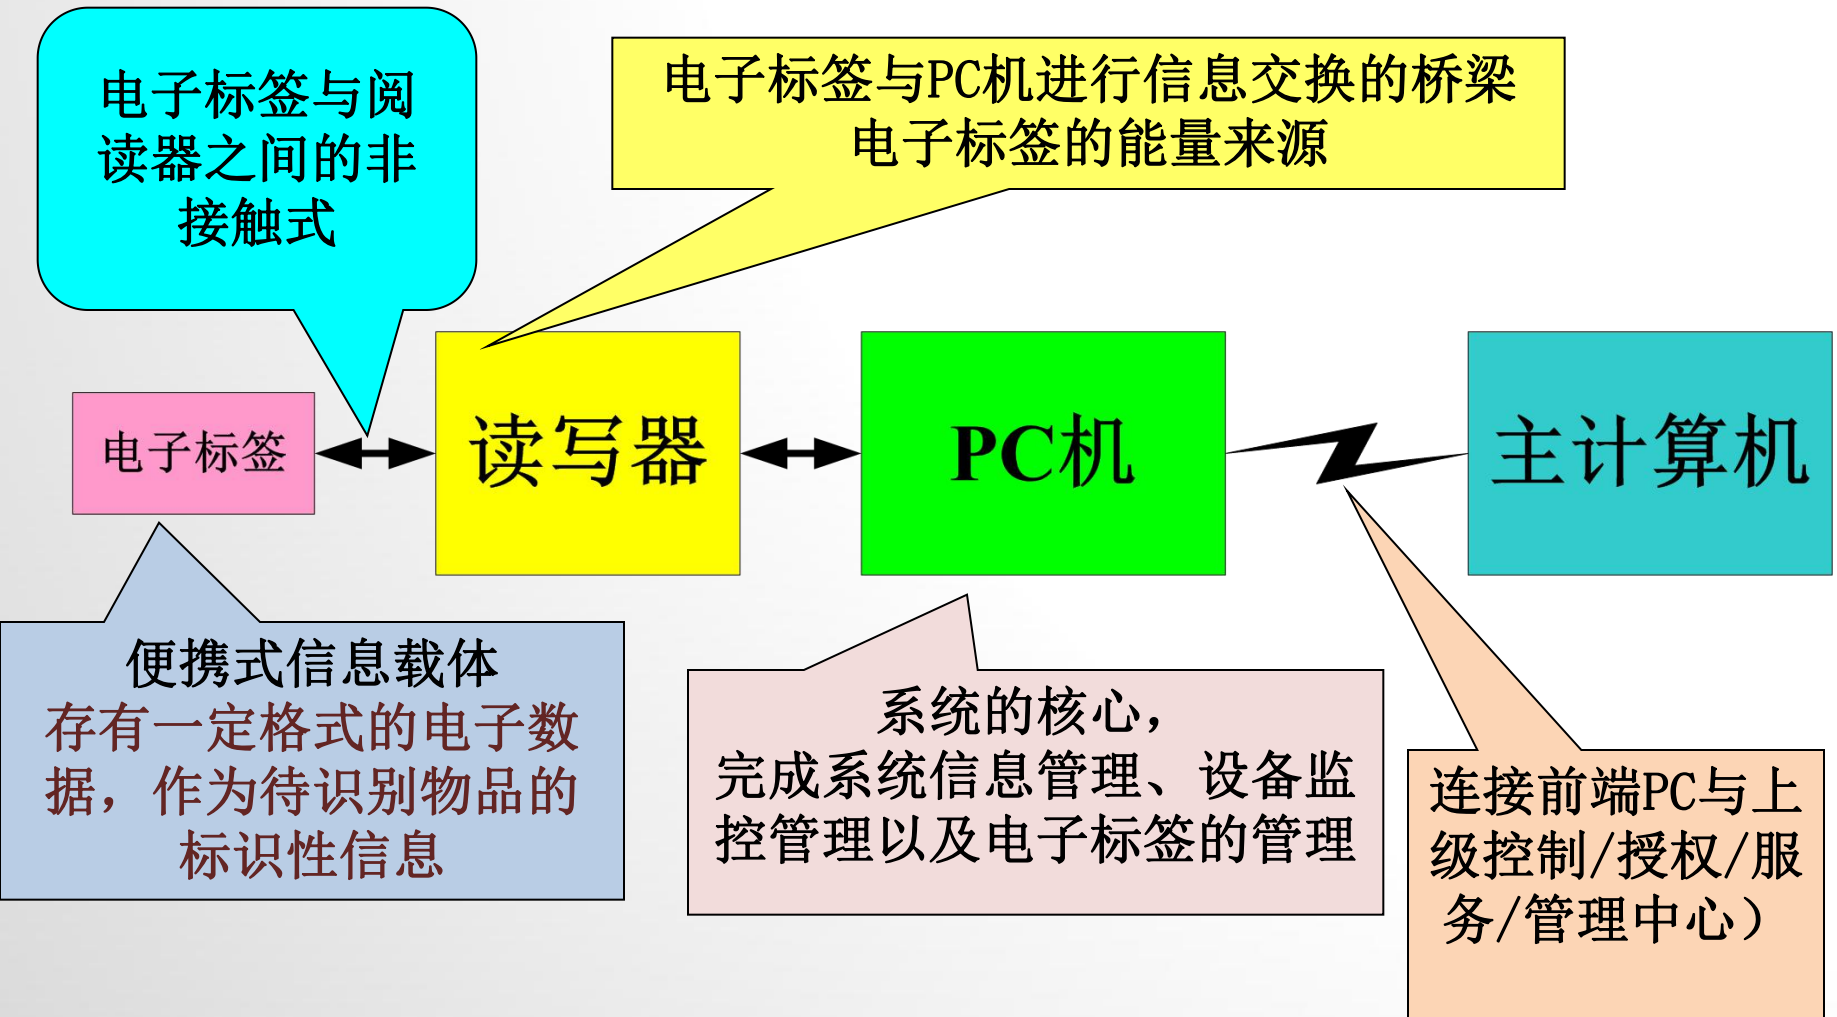 电子标签与阅
读器之间的非
接触式
电子标签与PC机进行信息交换的桥梁
电子标签的能量来源
电子标签
读写器
PC机
主计算机
便携式信息载体
存有一定格式的电子数
据，作为待识别物品的
标识性信息
系统的核心，
完成系统信息管理、设备监
控管理以及电子标签的管理
连接前端PC与上
级控制/授权/服
务/管理中心）